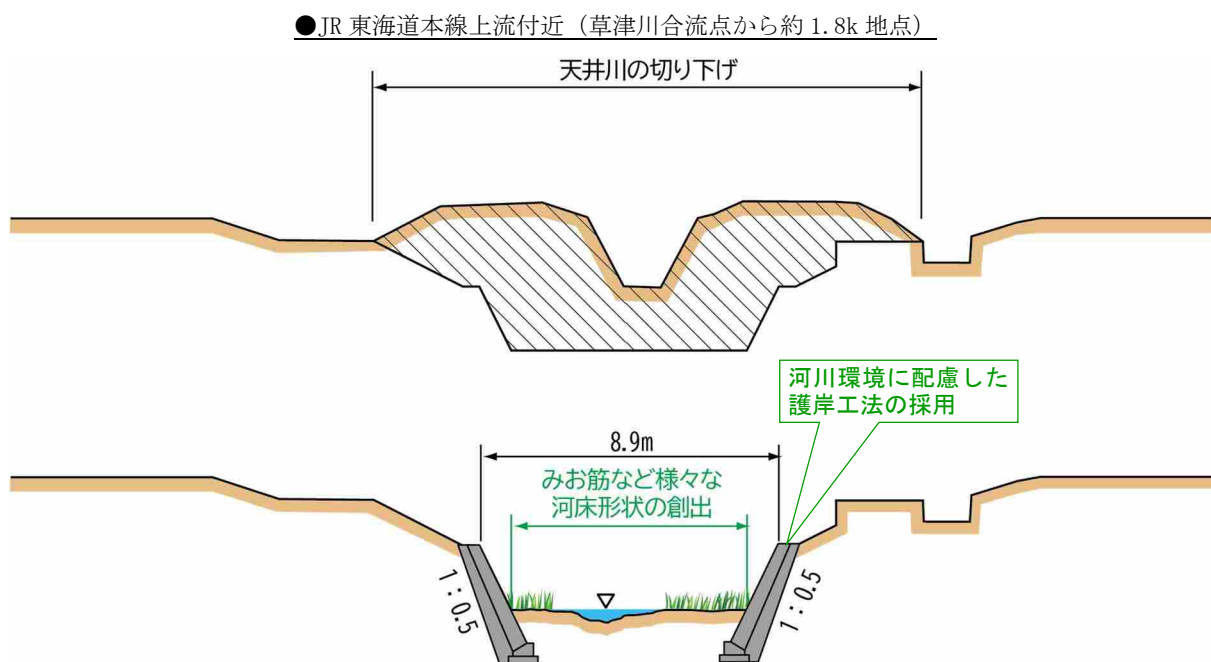 ●JR 東海道本線上流付近（草津川合流点から約 1.8k 地点）
天井川の切り下げ
河川環境に配慮した
護岸工法の採用
8.9m
みお筋など様々な
河床形状の創出
1：0.5
1：0.5